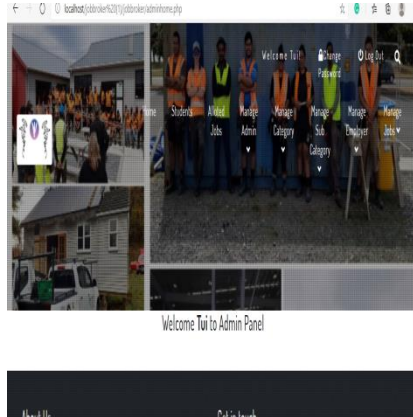 localhost/jobbroker%20(1)/jobbroker/adminhome.php
Welcome Tui! Change Password Log Out
Home Students Alloted Jobs Manage Admin Manage Category Manage Sub Category Manage Employer Manage Jobs
Welcome Tui to Admin Panel
About Us Get in touch